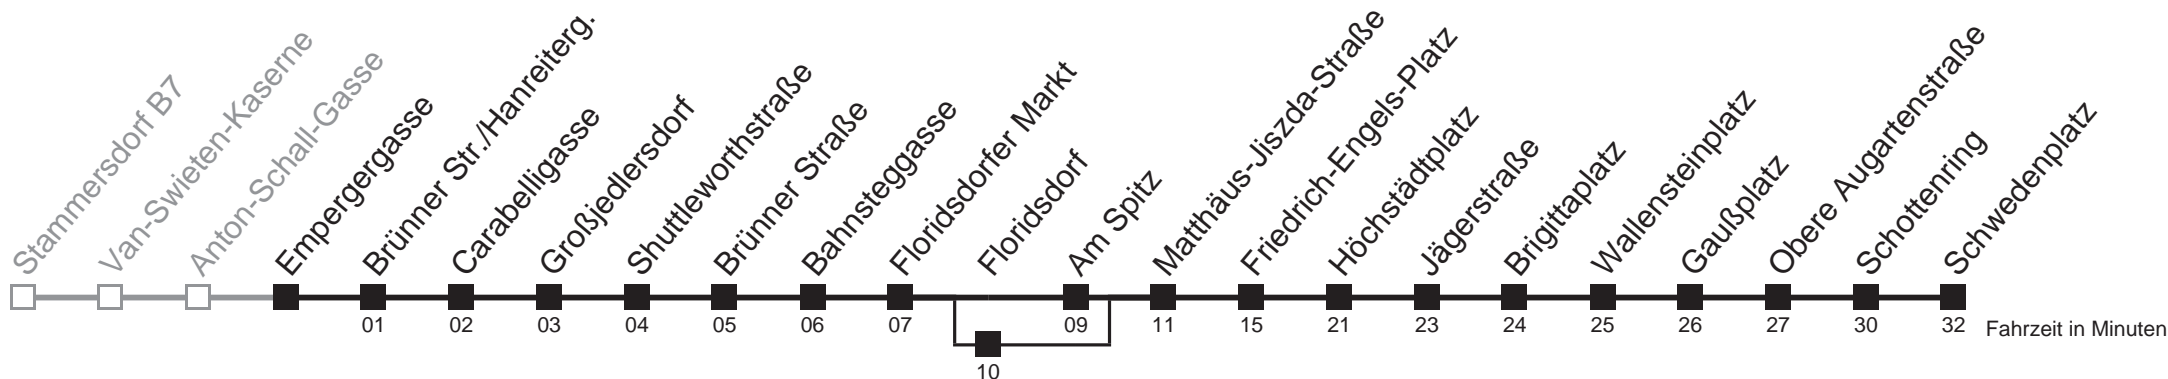 Stammersdorf B7
Van-Swieten-Kaserne
Anton-Schall-Gasse
Empergergasse
Brünner Str./Hanreiterg.
Carabelligasse
Großjedlersdorf
Shuttleworthstraße
Brünner Straße
Bahnsteggasse
Floridsdorfer Markt
Floridsdorf
Am Spitz
Matthäus-Jiszda-Straße
Friedrich-Engels-Platz
Höchstädtplatz
Jägerstraße
Brigittaplatz
Wallensteinplatz
Gaußplatz
Obere Augartenstraße
Schottenring
Schwedenplatz
01 02 03 04 05 06 07 09 11 15 21 23 24 25 26 27 30 32 Fahrzeit in Minuten
10